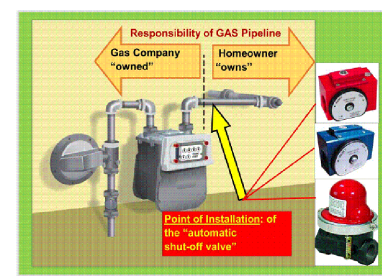 Responsibility of GAS Pipeline
Gas Company
"owned"
Homeowner
"owns"
Point of Installation: of
the "automatic
shut-off valve"